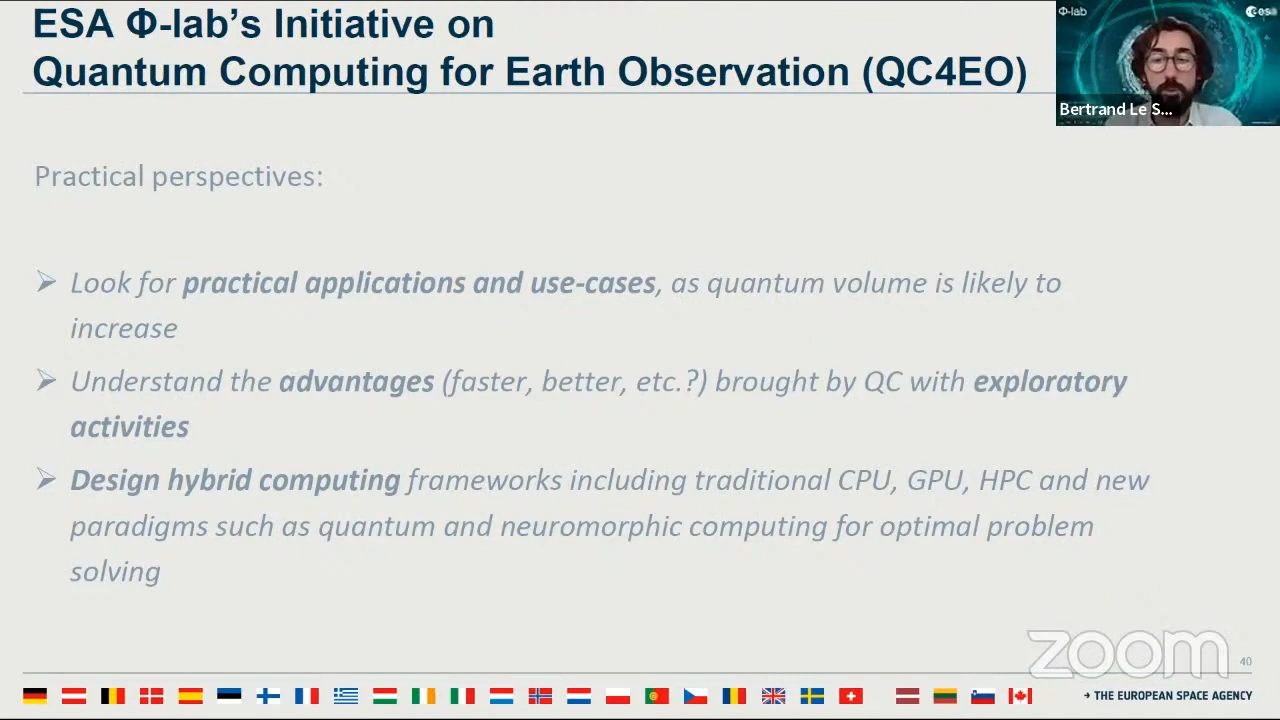 ESA Φ-lab’s Initiative on
Quantum Computing for Earth Observation (QC4EO)
Φ-lab
esa
Bertrand Le S...
Practical perspectives:
Look for practical applications and use-cases, as quantum volume is likely to
increase
Understand the advantages (faster, better, etc.?) brought by QC with exploratory
activities
Design hybrid computing frameworks including traditional CPU, GPU, HPC and new
paradigms such as quantum and neuromorphic computing for optimal problem
solving
zoom
40
→ THE EUROPEAN SPACE AGENCY